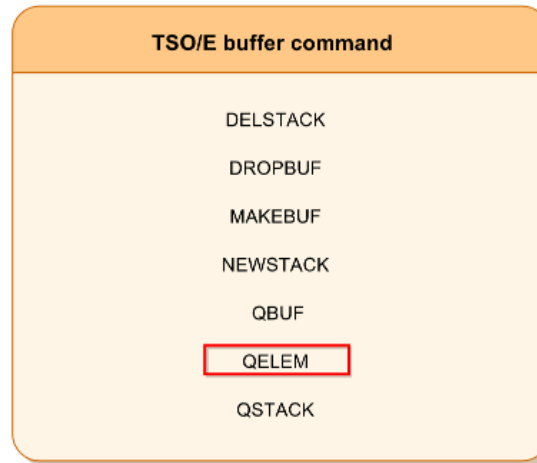 TSO/E buffer command
DELSTACK
DROPBUF
MAKEBUF
NEWSTACK
QBUF
QELEM
QSTACK